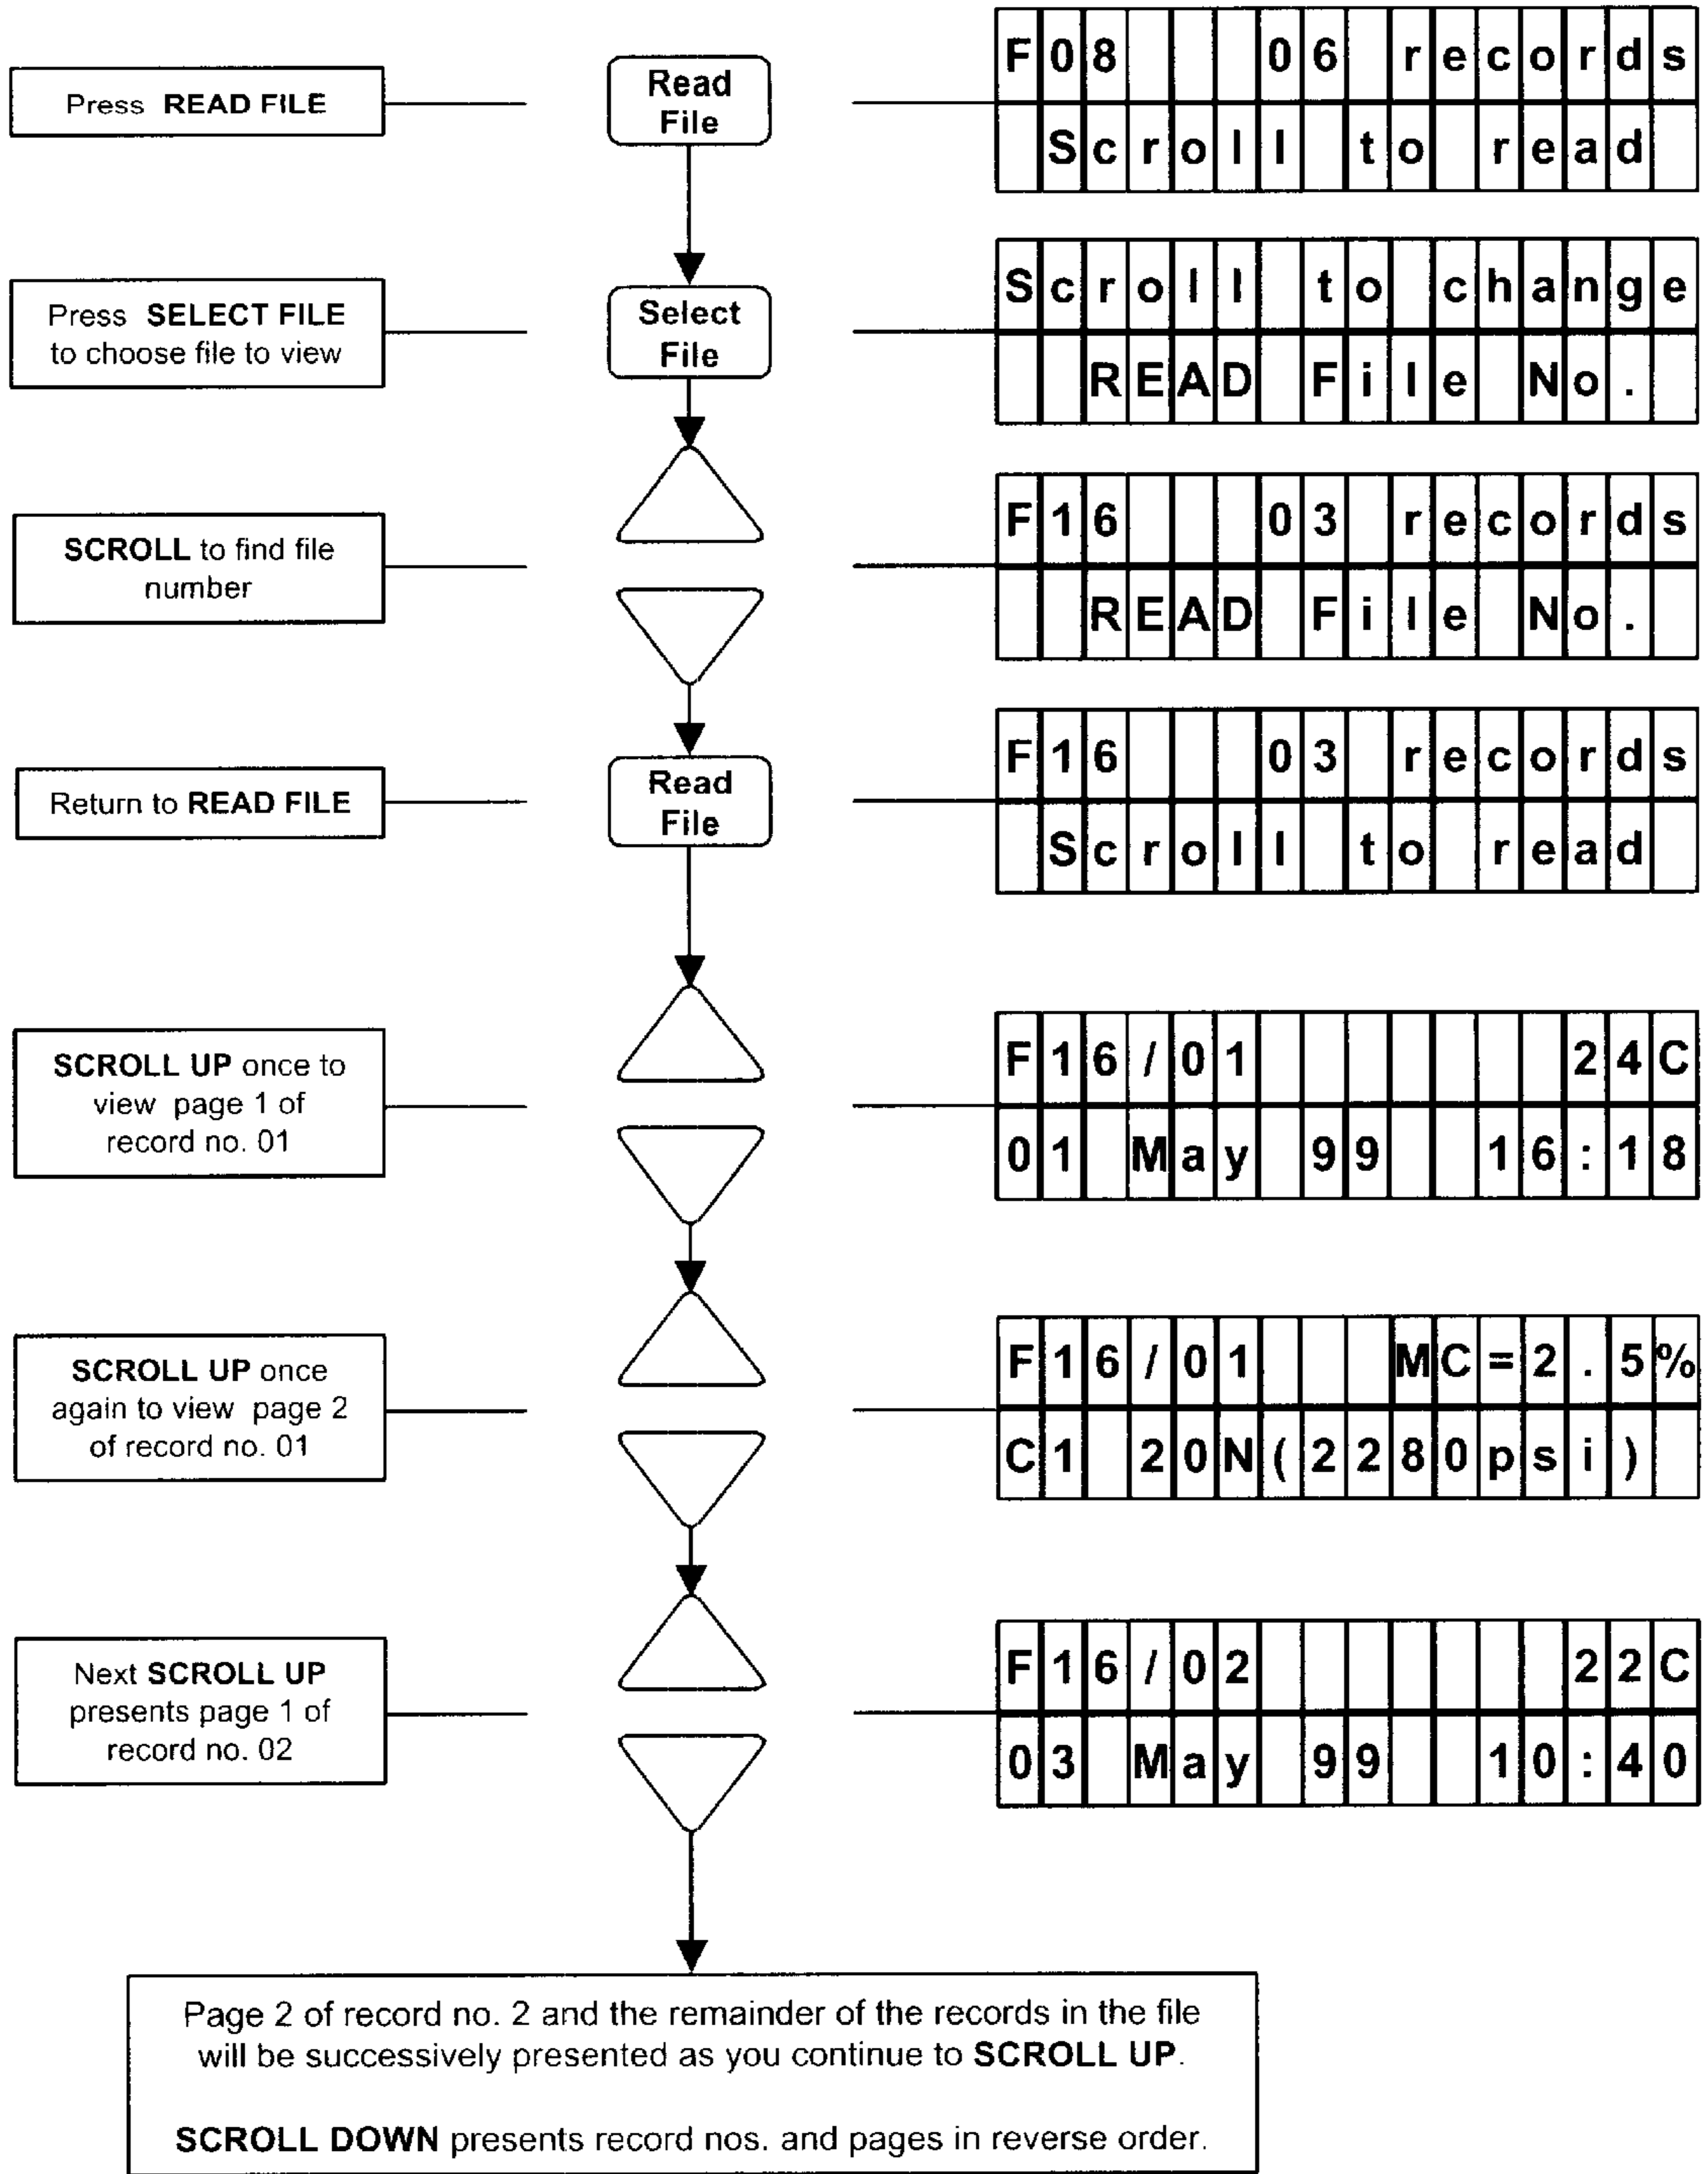 Press READ FILE
Read
File
F08   06 records
Scroll to read
Press SELECT FILE
to choose file to view
Select
File
Scroll to change
READ File No.
SCROLL to find file
number
F16   03 records
READ File No.
Return to READ FILE
Read
File
F16   03 records
Scroll to read
SCROLL UP once to
view page 1 of
record no. 01
F16/01       24C
01 May 99  16:18
SCROLL UP once
again to view page 2
of record no. 01
F16/01   MC=2.5%
C1 20N(2280psi)
Next SCROLL UP
presents page 1 of
record no. 02
F16/02       22C
03 May 99  10:40
Page 2 of record no. 2 and the remainder of the records in the file
will be successively presented as you continue to SCROLL UP.
SCROLL DOWN presents record nos. and pages in reverse order.